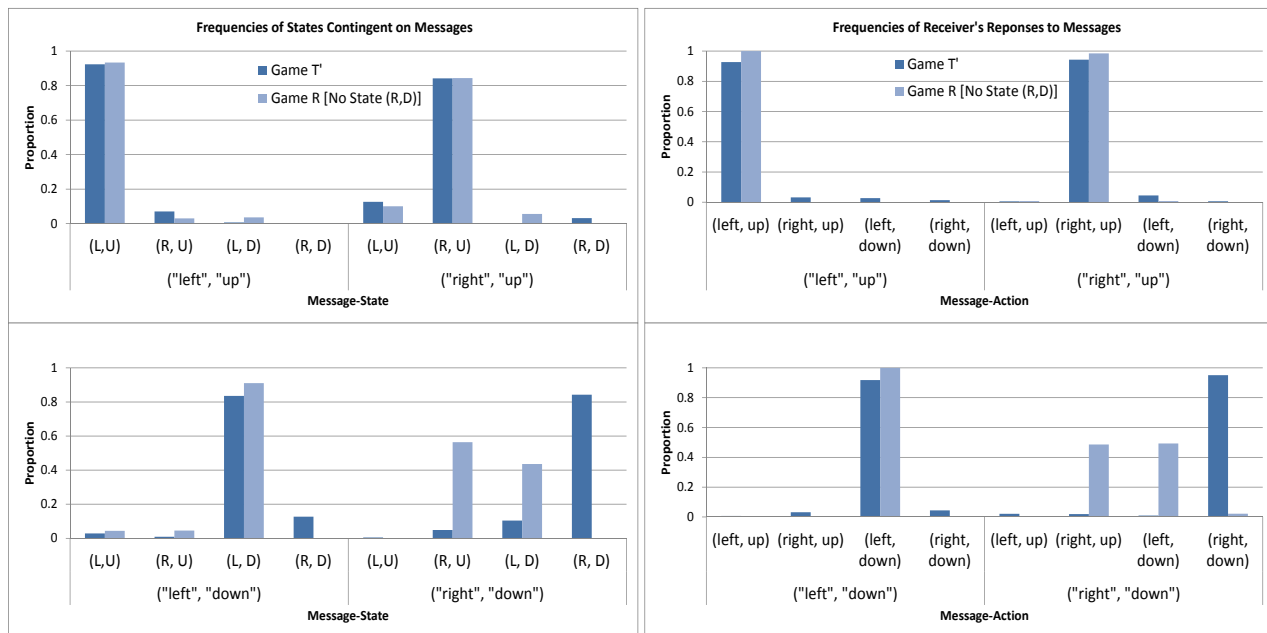 Frequencies of States Contingent on Messages
1
0.8
0.6
0.4
0.2
0
Proportion
Game T'
Game R [No State (R,D)]
(L,U) (R, U) (L, D) (R, D) (L,U) (R, U) (L, D) (R, D)
("left", "up") ("right", "up")
Message-State
Frequencies of Receiver's Reponses to Messages
1
0.8
0.6
0.4
0.2
0
Proportion
Game T'
Game R [No State (R,D)]
(left, up) (right, up) (left, down) (right, down) (left, up) (right, up) (left, down) (right, down)
("left", "up") ("right", "up")
Message-Action
1
0.8
0.6
0.4
0.2
0
Proportion
(L,U) (R, U) (L, D) (R, D) (L,U) (R, U) (L, D) (R, D)
("left", "down") ("right", "down")
Message-State
1
0.8
0.6
0.4
0.2
0
Proportion
(left, up) (right, up) (left, down) (right, down) (left, up) (right, up) (left, down) (right, down)
("left", "down") ("right", "down")
Message-Action